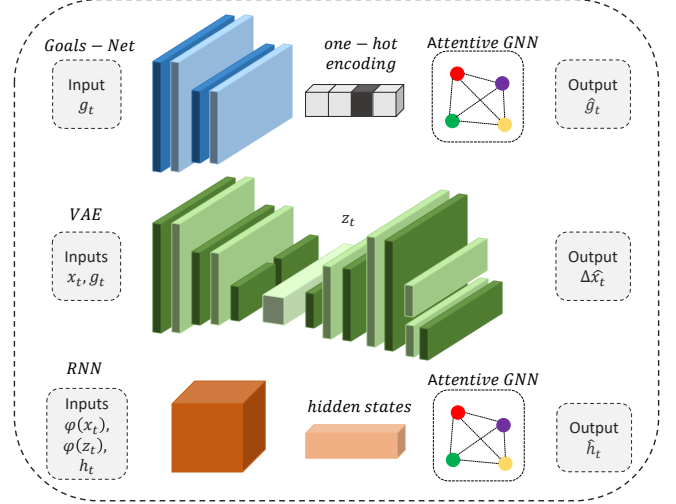 Goals − Net
one − hot
encoding
Attentive GNN
Input
g_t
Output
ĝ_t
VAE
z_t
Inputs
x_t, g_t
Output
Δx̂_t
RNN
hidden states
Attentive GNN
Inputs
φ(x_t),
φ(z_t),
h_t
Output
ĥ_t